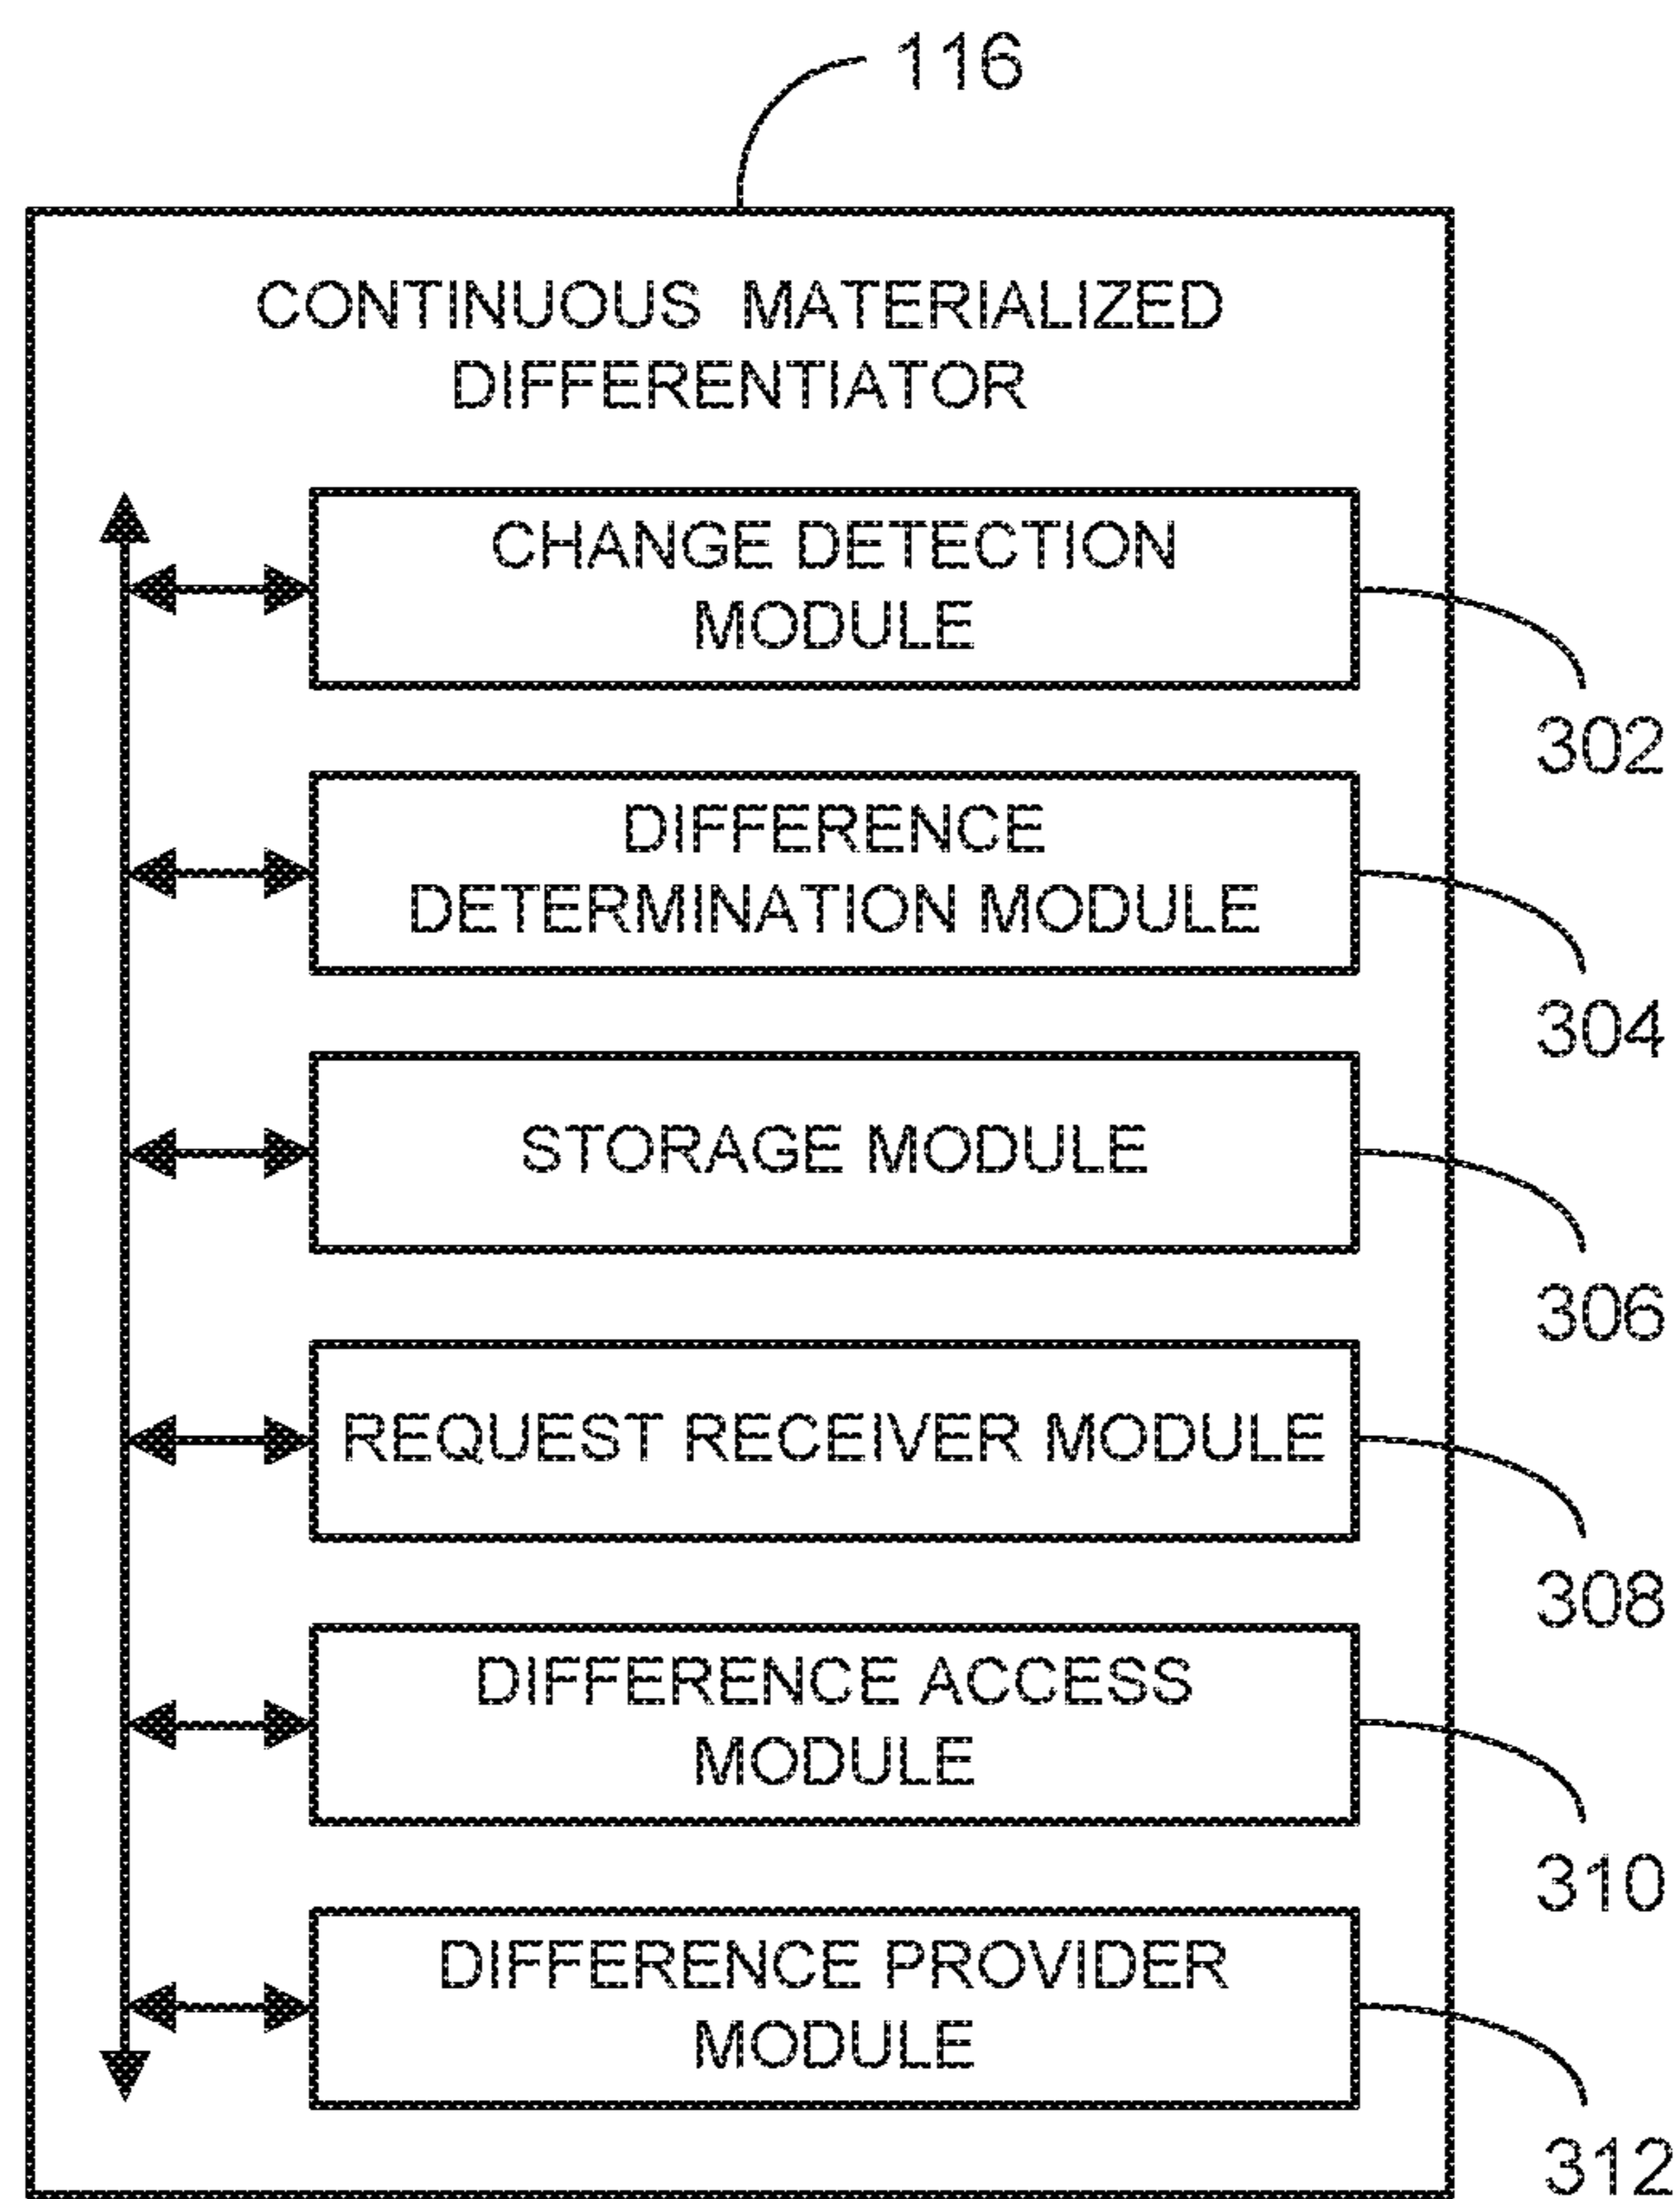 116
CONTINUOUS MATERIALIZED
DIFFERENTIATOR
CHANGE DETECTION
MODULE
302
DIFFERENCE
DETERMINATION MODULE
304
STORAGE MODULE
306
REQUEST RECEIVER MODULE
308
DIFFERENCE ACCESS
MODULE
310
DIFFERENCE PROVIDER
MODULE
312